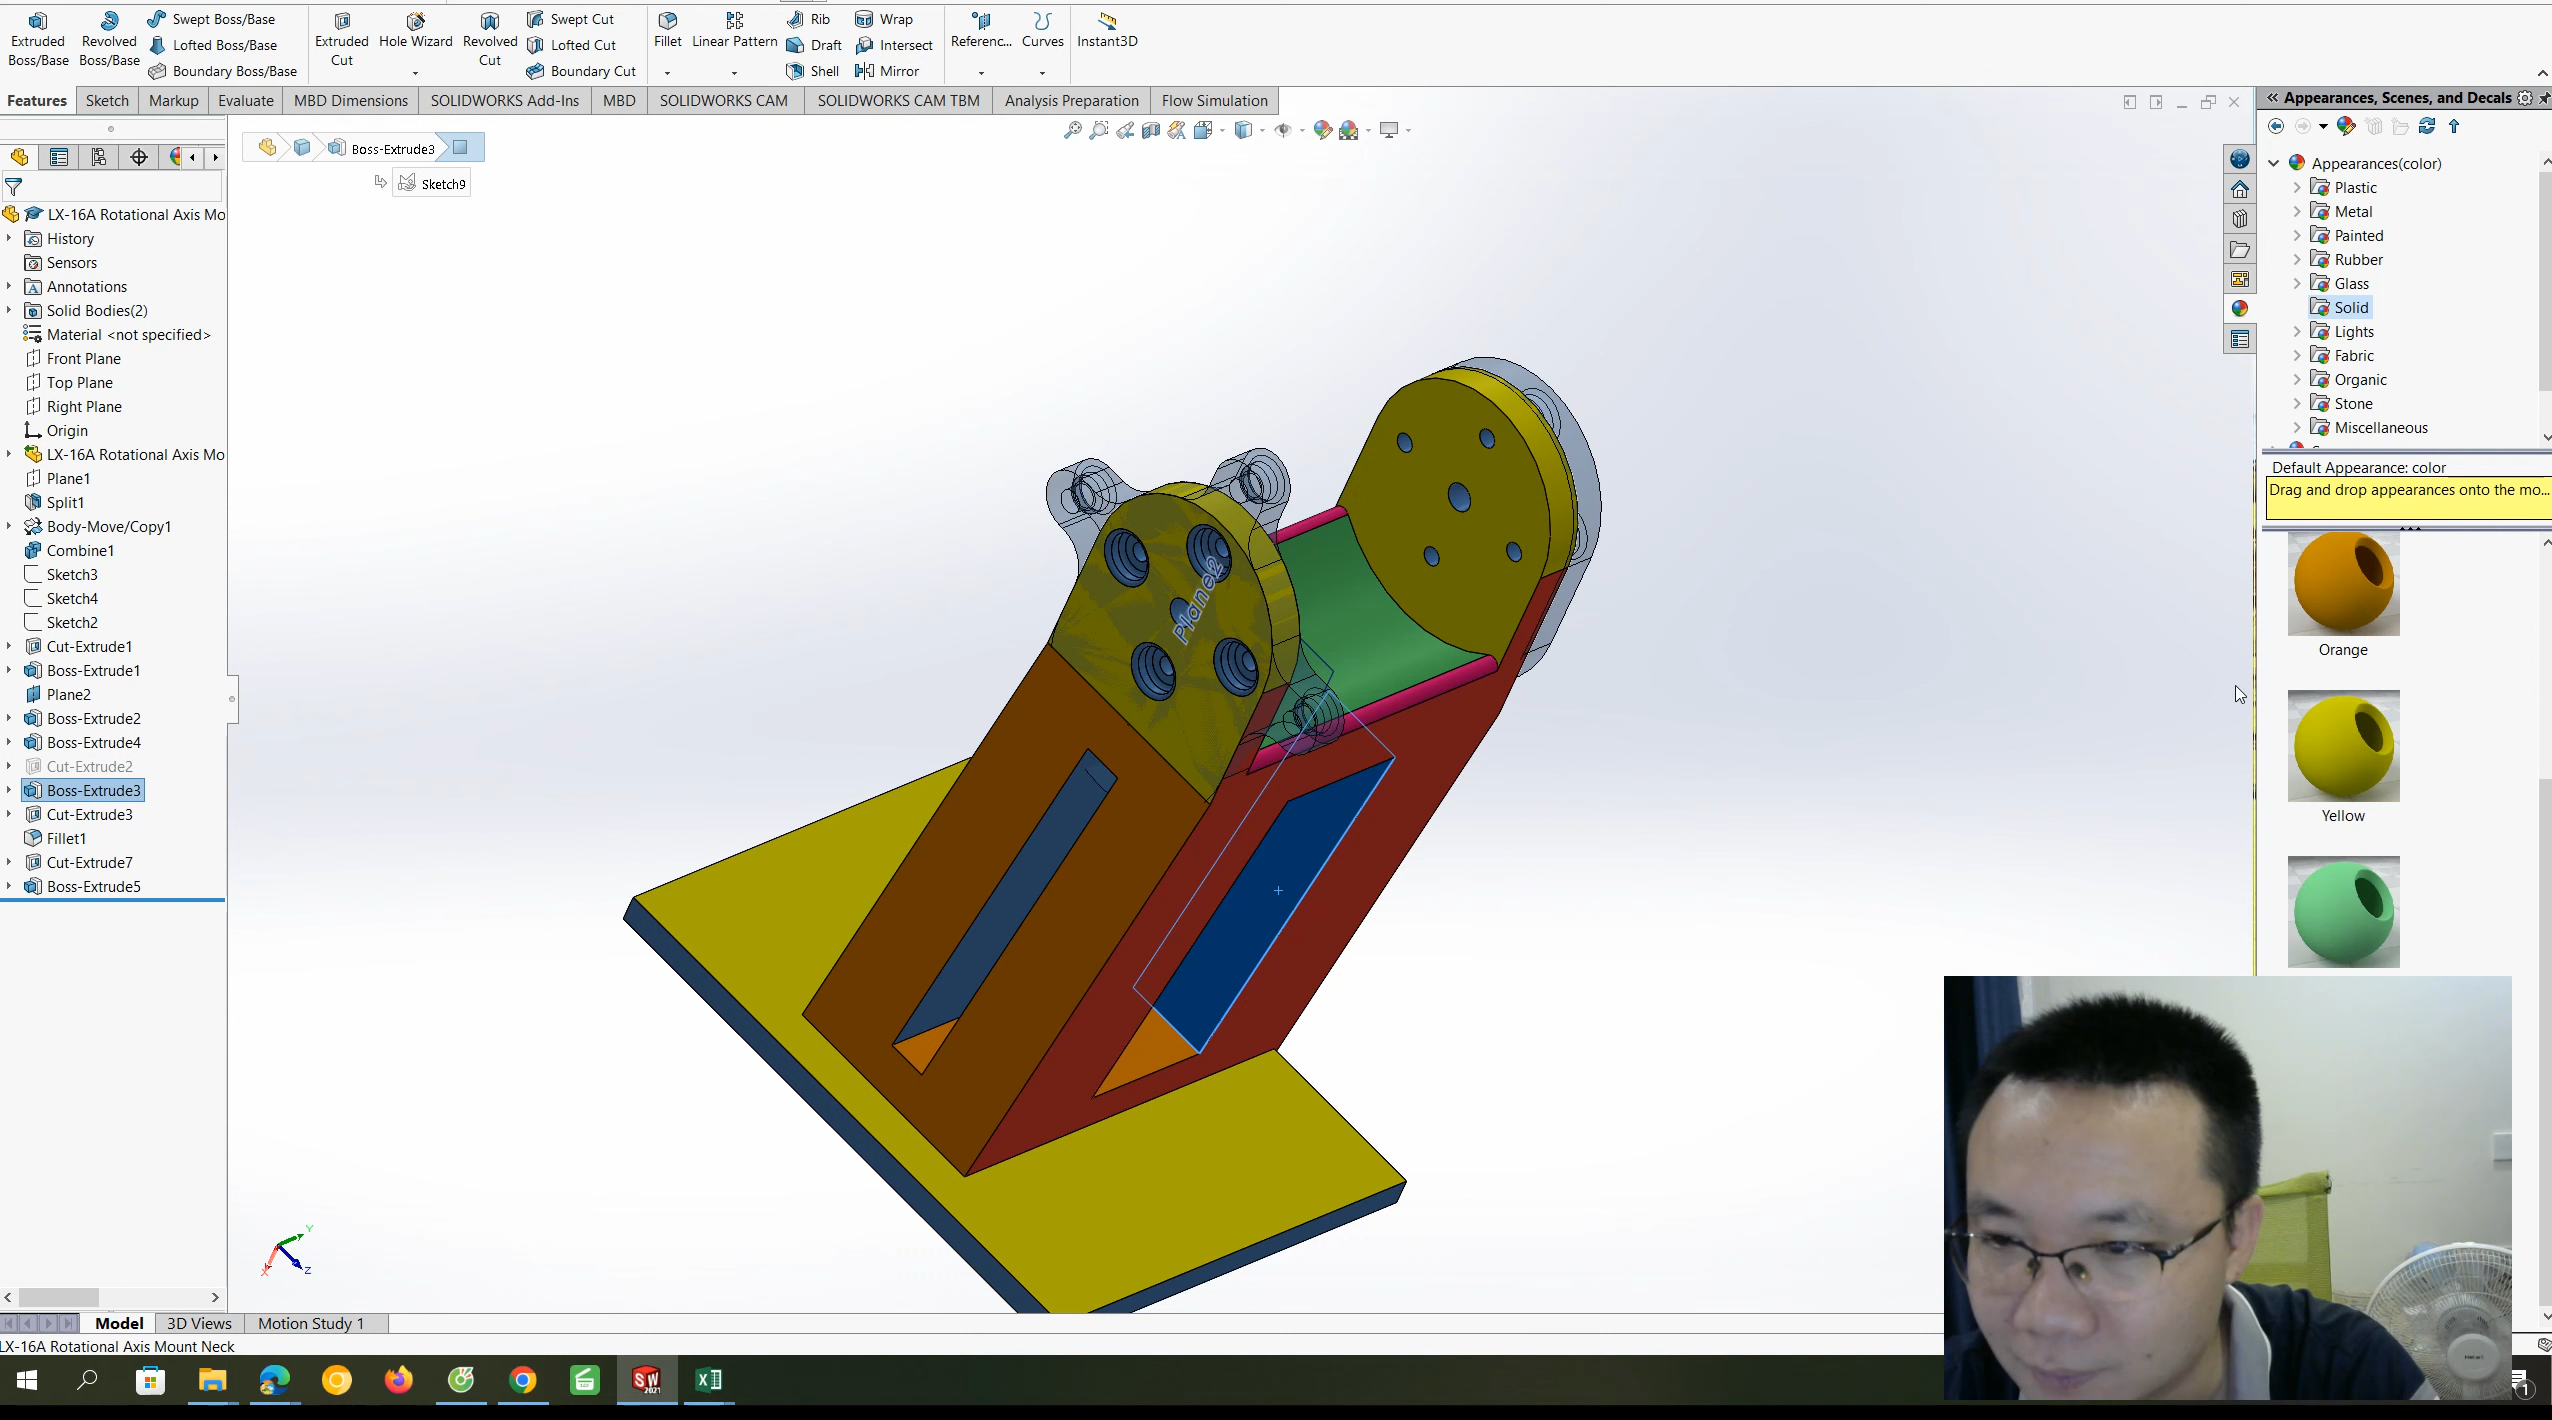 Extruded Boss/Base
Revolved Boss/Base
Swept Boss/Base
Lofted Boss/Base
Boundary Boss/Base
Extruded Cut
Hole Wizard
Revolved Cut
Swept Cut
Lofted Cut
Boundary Cut
Fillet
Linear Pattern
Rib
Draft
Shell
Wrap
Intersect
Mirror
Referenc...
Curves
Instant3D
Features
Sketch
Markup
Evaluate
MBD Dimensions
SOLIDWORKS Add-Ins
MBD
SOLIDWORKS CAM
SOLIDWORKS CAM TBM
Analysis Preparation
Flow Simulation
Boss-Extrude3
Sketch9
LX-16A Rotational Axis Mo
History
Sensors
Annotations
Solid Bodies(2)
Material <not specified>
Front Plane
Top Plane
Right Plane
Origin
LX-16A Rotational Axis Mo
Plane1
Split1
Body-Move/Copy1
Combine1
Sketch3
Sketch4
Sketch2
Cut-Extrude1
Boss-Extrude1
Plane2
Boss-Extrude2
Boss-Extrude4
Cut-Extrude2
Boss-Extrude3
Cut-Extrude3
Fillet1
Cut-Extrude7
Boss-Extrude5
Plane2
Y
X
Z
Appearances, Scenes, and Decals
Appearances(color)
Plastic
Metal
Painted
Rubber
Glass
Solid
Lights
Fabric
Organic
Stone
Miscellaneous
Default Appearance: color
Drag and drop appearances onto the mo...
Orange
Yellow
Model
3D Views
Motion Study 1
LX-16A Rotational Axis Mount Neck
SW
2021
1